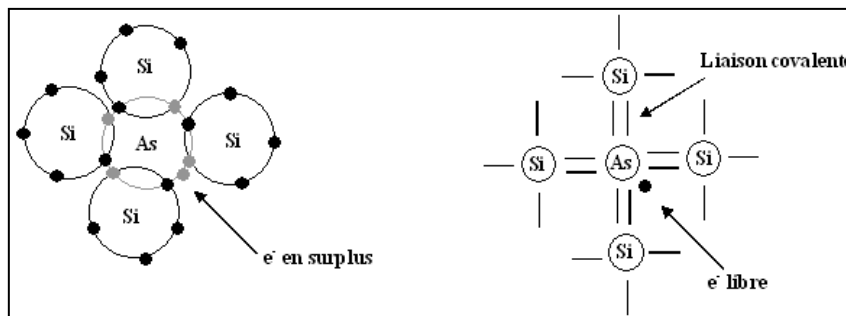 Si
Si As Si
Si
e⁻ en surplus
Liaison covalente
Si
Si As Si
Si
e⁻ libre